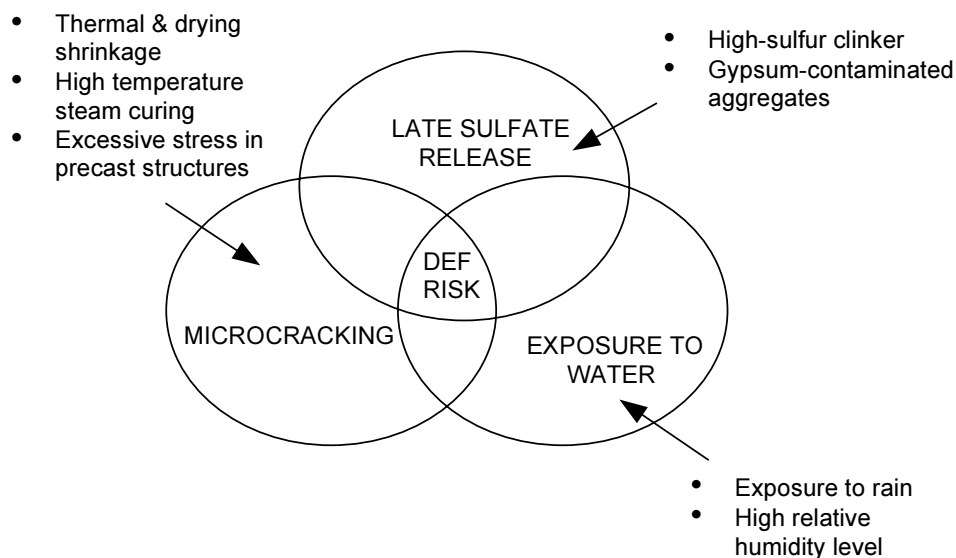 • Thermal & drying
shrinkage
• High temperature
steam curing
• Excessive stress in
precast structures
• High-sulfur clinker
• Gypsum-contaminated
aggregates
LATE SULFATE
RELEASE
DEF
RISK
MICROCRACKING
EXPOSURE TO
WATER
• Exposure to rain
• High relative
humidity level